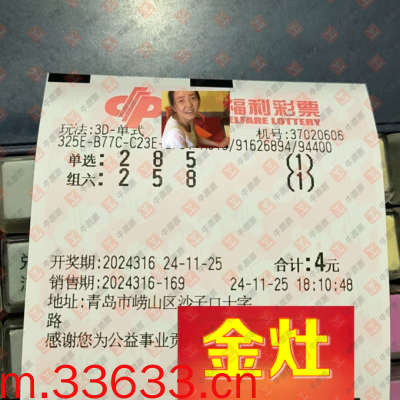 福利彩票
WELFARE LOTTERY
玩法:3D-单式 机号:37020606
325E-B77C-C23E- /91626894/94400
单选: 2 8 5 (1)
组六: 2 5 8 (1)
开奖期:2024316 24-11-25 合计:4元
销售期:2024316-169 24-11-25 18:10:48
地址:青岛市崂山区沙子口十字
路
感谢您为公益事业贡
金灶
m.33633.cn